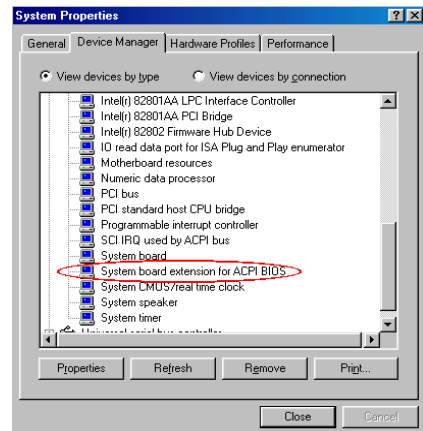 System Properties
General Device Manager Hardware Profiles Performance
View devices by type View devices by connection
Intel(r) 82801AA LPC Interface Controller
Intel(r) 82801AA PCI Bridge
Intel(r) 82802 Firmware Hub Device
IO read data port for ISA Plug and Play enumerator
Motherboard resources
Numeric data processor
PCI bus
PCI standard host CPU bridge
Programmable interrupt controller
SCI IRQ used by ACPI bus
System board
System board extension for ACPI BIOS
System CMOS/real time clock
System speaker
System timer
Universal serial bus controller
Properties Refresh Remove Print...
Close Cancel